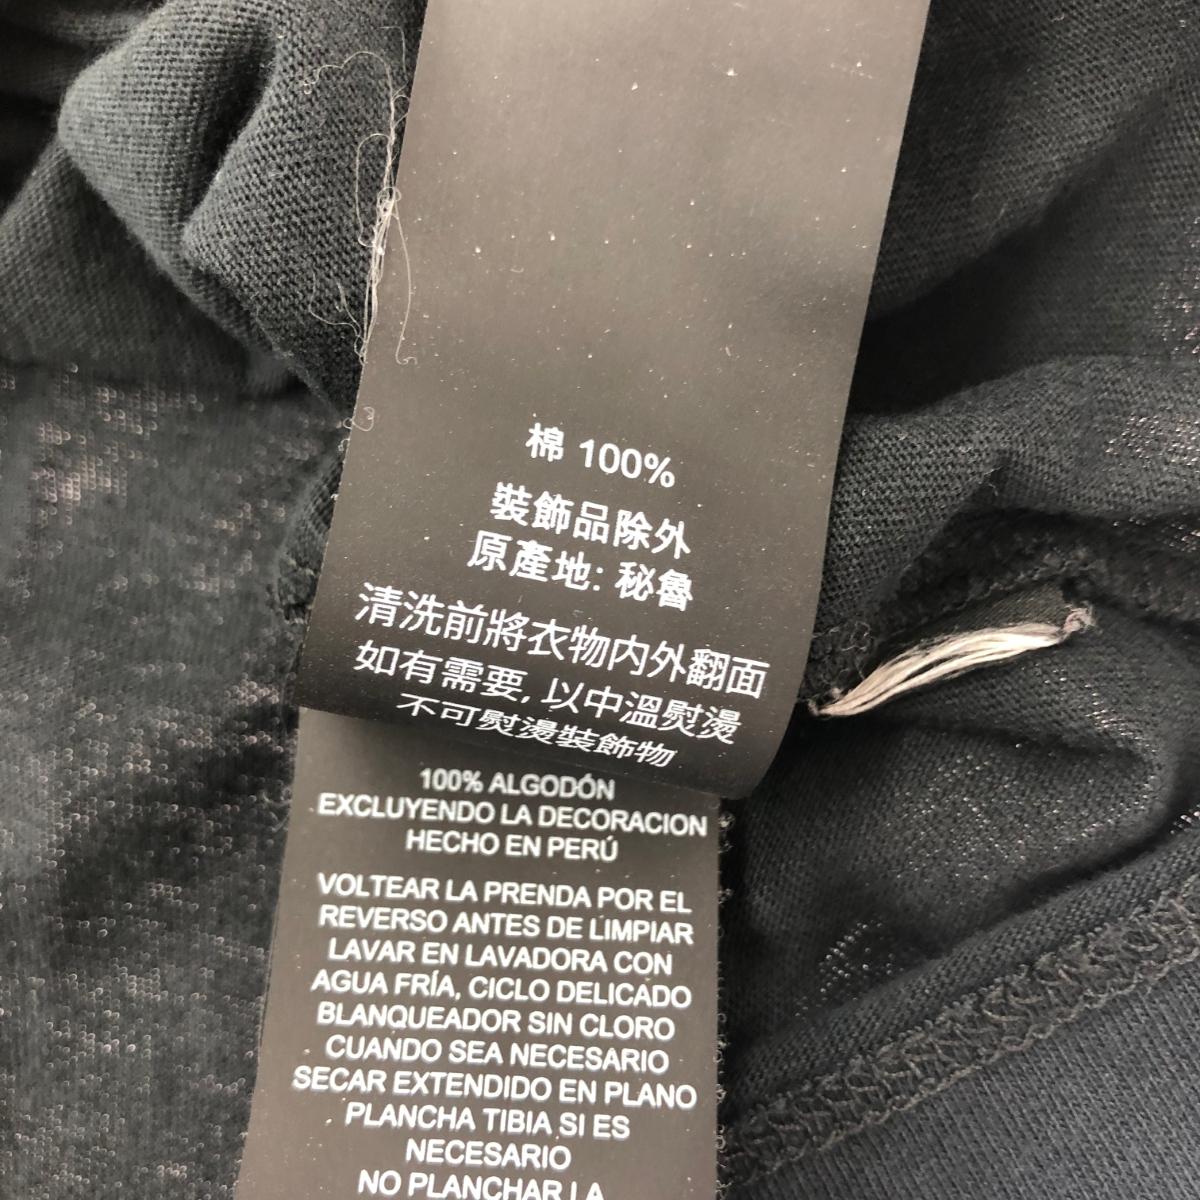 棉 100%
裝飾品除外
原產地: 秘魯
清洗前將衣物內外翻面
如有需要, 以中溫熨燙
不可熨燙裝飾物
100% ALGODÓN
EXCLUYENDO LA DECORACION
HECHO EN PERÚ
VOLTEAR LA PRENDA POR EL
REVERSO ANTES DE LIMPIAR
LAVAR EN LAVADORA CON
AGUA FRÍA, CICLO DELICADO
BLANQUEADOR SIN CLORO
CUANDO SEA NECESARIO
SECAR EXTENDIDO EN PLANO
PLANCHA TIBIA SI ES
NECESARIO
NO PLANCHAR LA